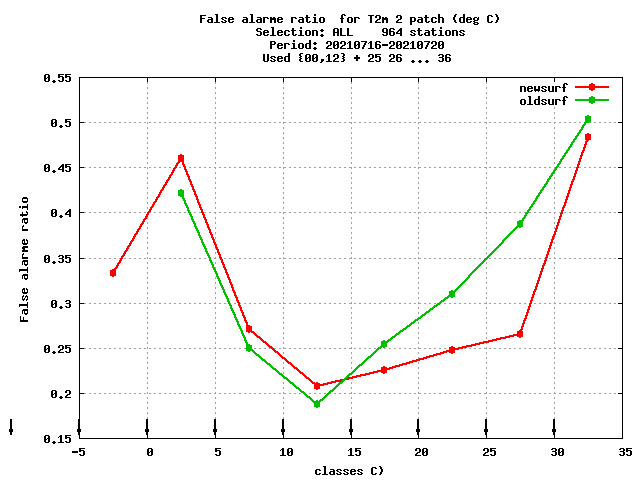 False alarme ratio  for T2m 2 patch (deg C)
Selection: ALL    964 stations
Period: 20210716-20210720
Used {00,12} + 25 26 ... 36
newsurf
oldsurf
0.55
0.5
0.45
0.4
0.35
0.3
0.25
0.2
0.15
False alarme ratio
-5 0 5 10 15 20 25 30 35
classes C)